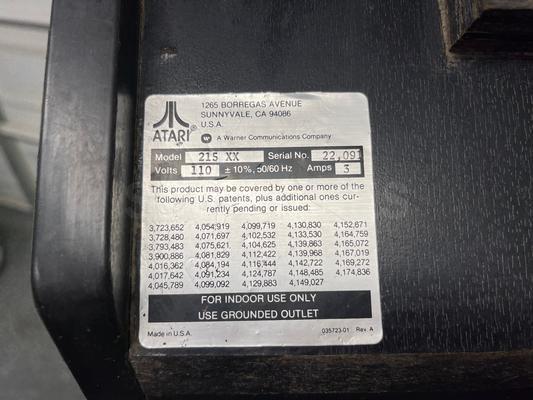 1265 BORREGAS AVENUE
SUNNYVALE, CA 94086
U.S.A.
ATARI®
A Warner Communications Company
Model 215 XX Serial No. 22,091
Volts 110 ± 10%, 50/60 Hz Amps 3
This product may be covered by one or more of the
following U.S. patents, plus additional ones cur-
rently pending or issued:
3,723,652 4,054,919 4,099,719 4,130,830 4,152,671
3,728,480 4,071,697 4,102,532 4,133,530 4,164,759
3,793,483 4,075,621 4,104,625 4,139,863 4,165,072
3,900,886 4,081,829 4,112,422 4,139,968 4,167,019
4,016,362 4,084,194 4,116,444 4,142,722 4,169,272
4,017,642 4,091,234 4,124,787 4,148,485 4,174,836
4,045,789 4,099,092 4,129,883 4,149,027
FOR INDOOR USE ONLY
USE GROUNDED OUTLET
Made in U.S.A. 035723-01 Rev. A